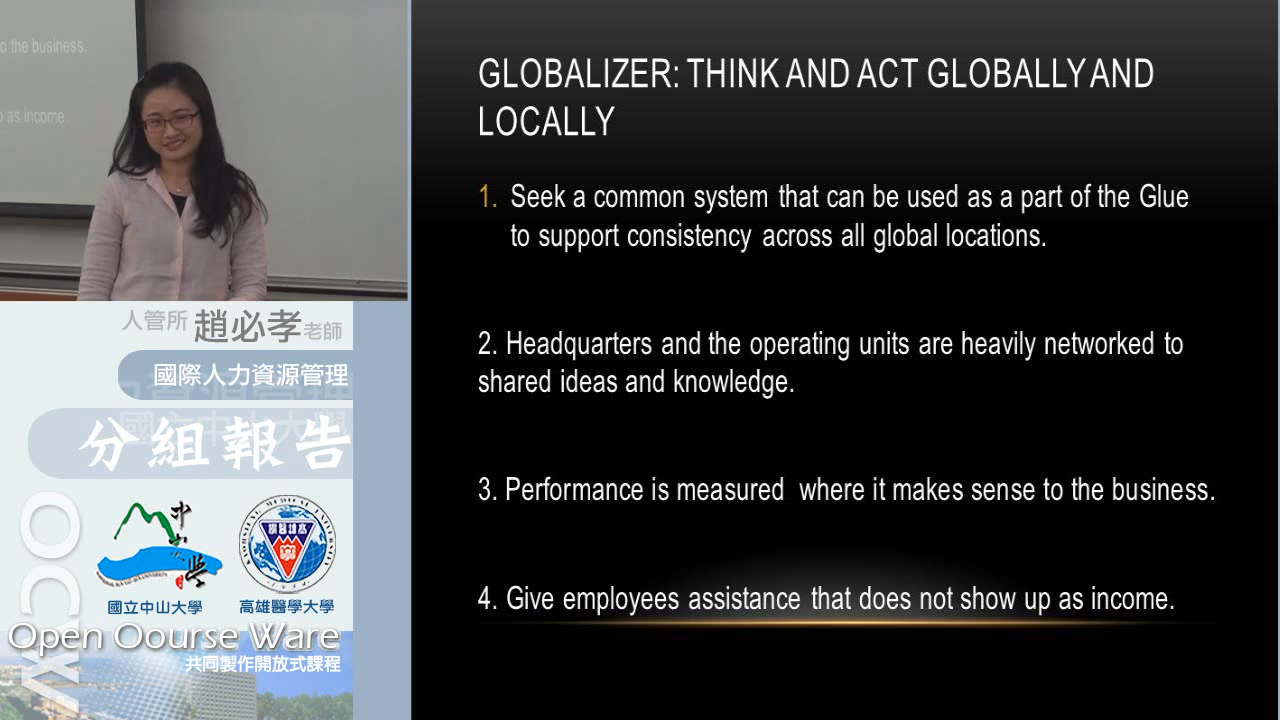 o the business.
o as income
人管所 趙必孝老師
國際人力資源管理
分組報告
OCW
國立中山大學
高雄醫學大學
Open Oourse Ware
共同製作開放式課程
GLOBALIZER: THINK AND ACT GLOBALLY AND
LOCALLY
1. Seek a common system that can be used as a part of the Glue
to support consistency across all global locations.
2. Headquarters and the operating units are heavily networked to
shared ideas and knowledge.
3. Performance is measured where it makes sense to the business.
4. Give employees assistance that does not show up as income.